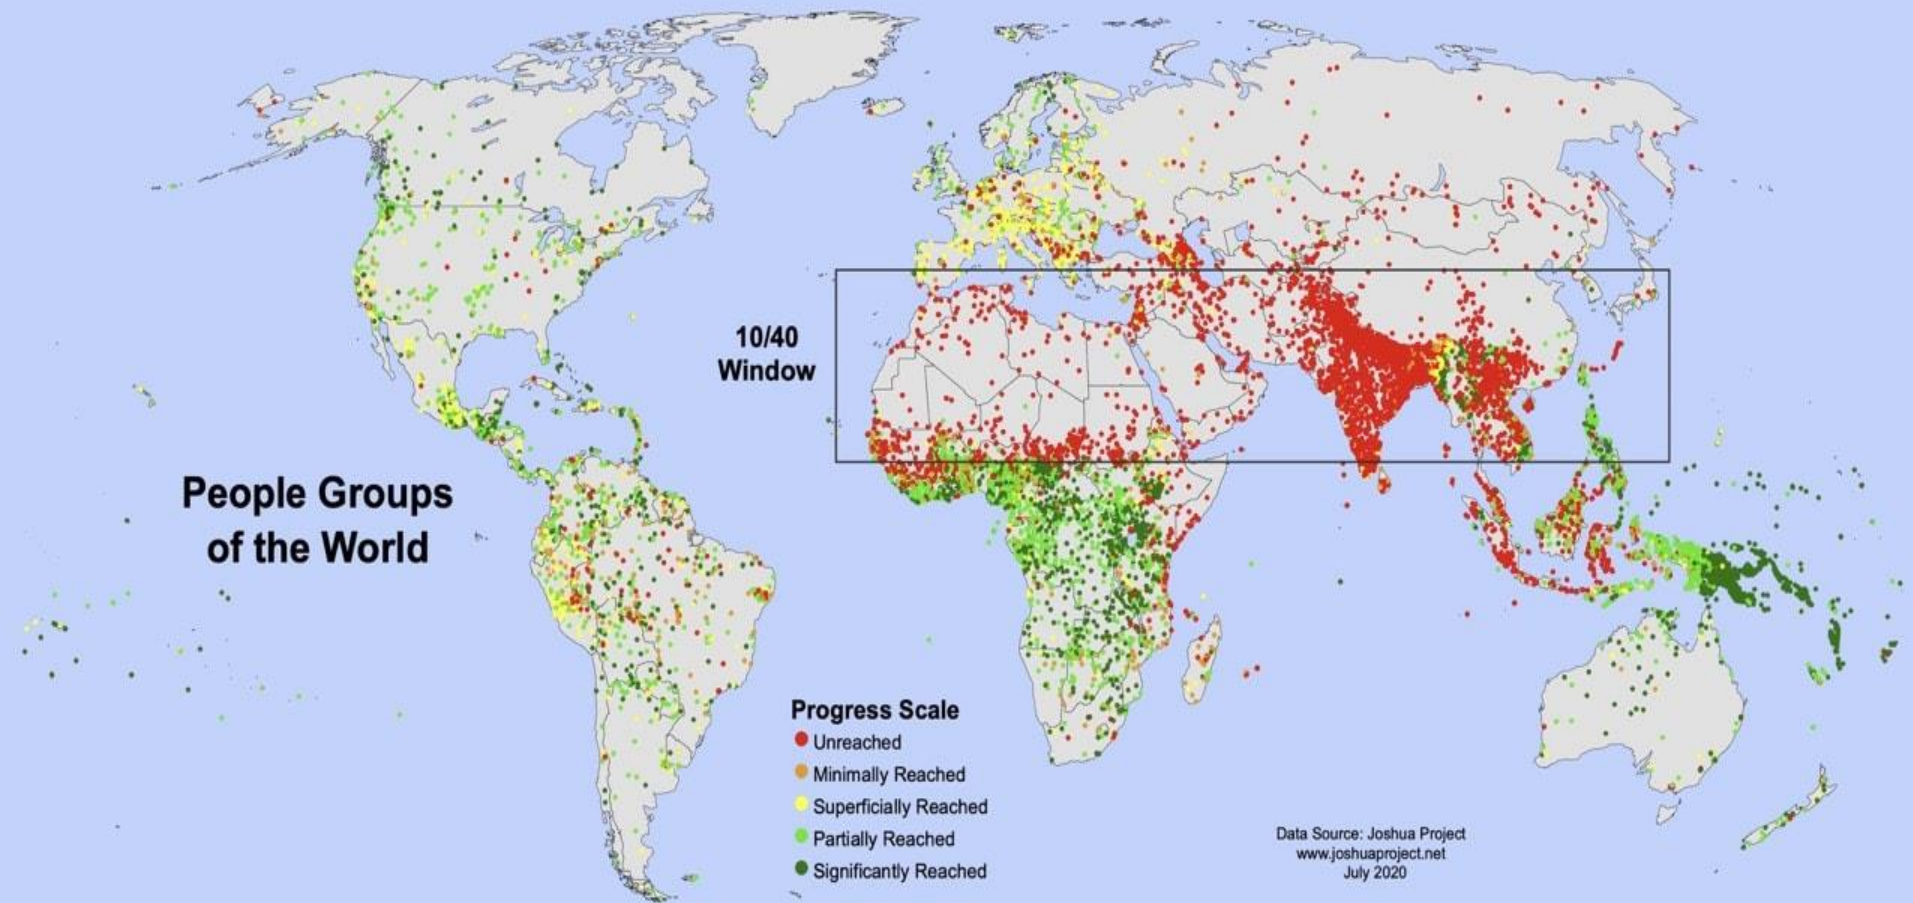 10/40
Window
People Groups
of the World
Progress Scale
Unreached
Minimally Reached
Superficially Reached
Partially Reached
Significantly Reached
Data Source: Joshua Project
www.joshuaproject.net
July 2020